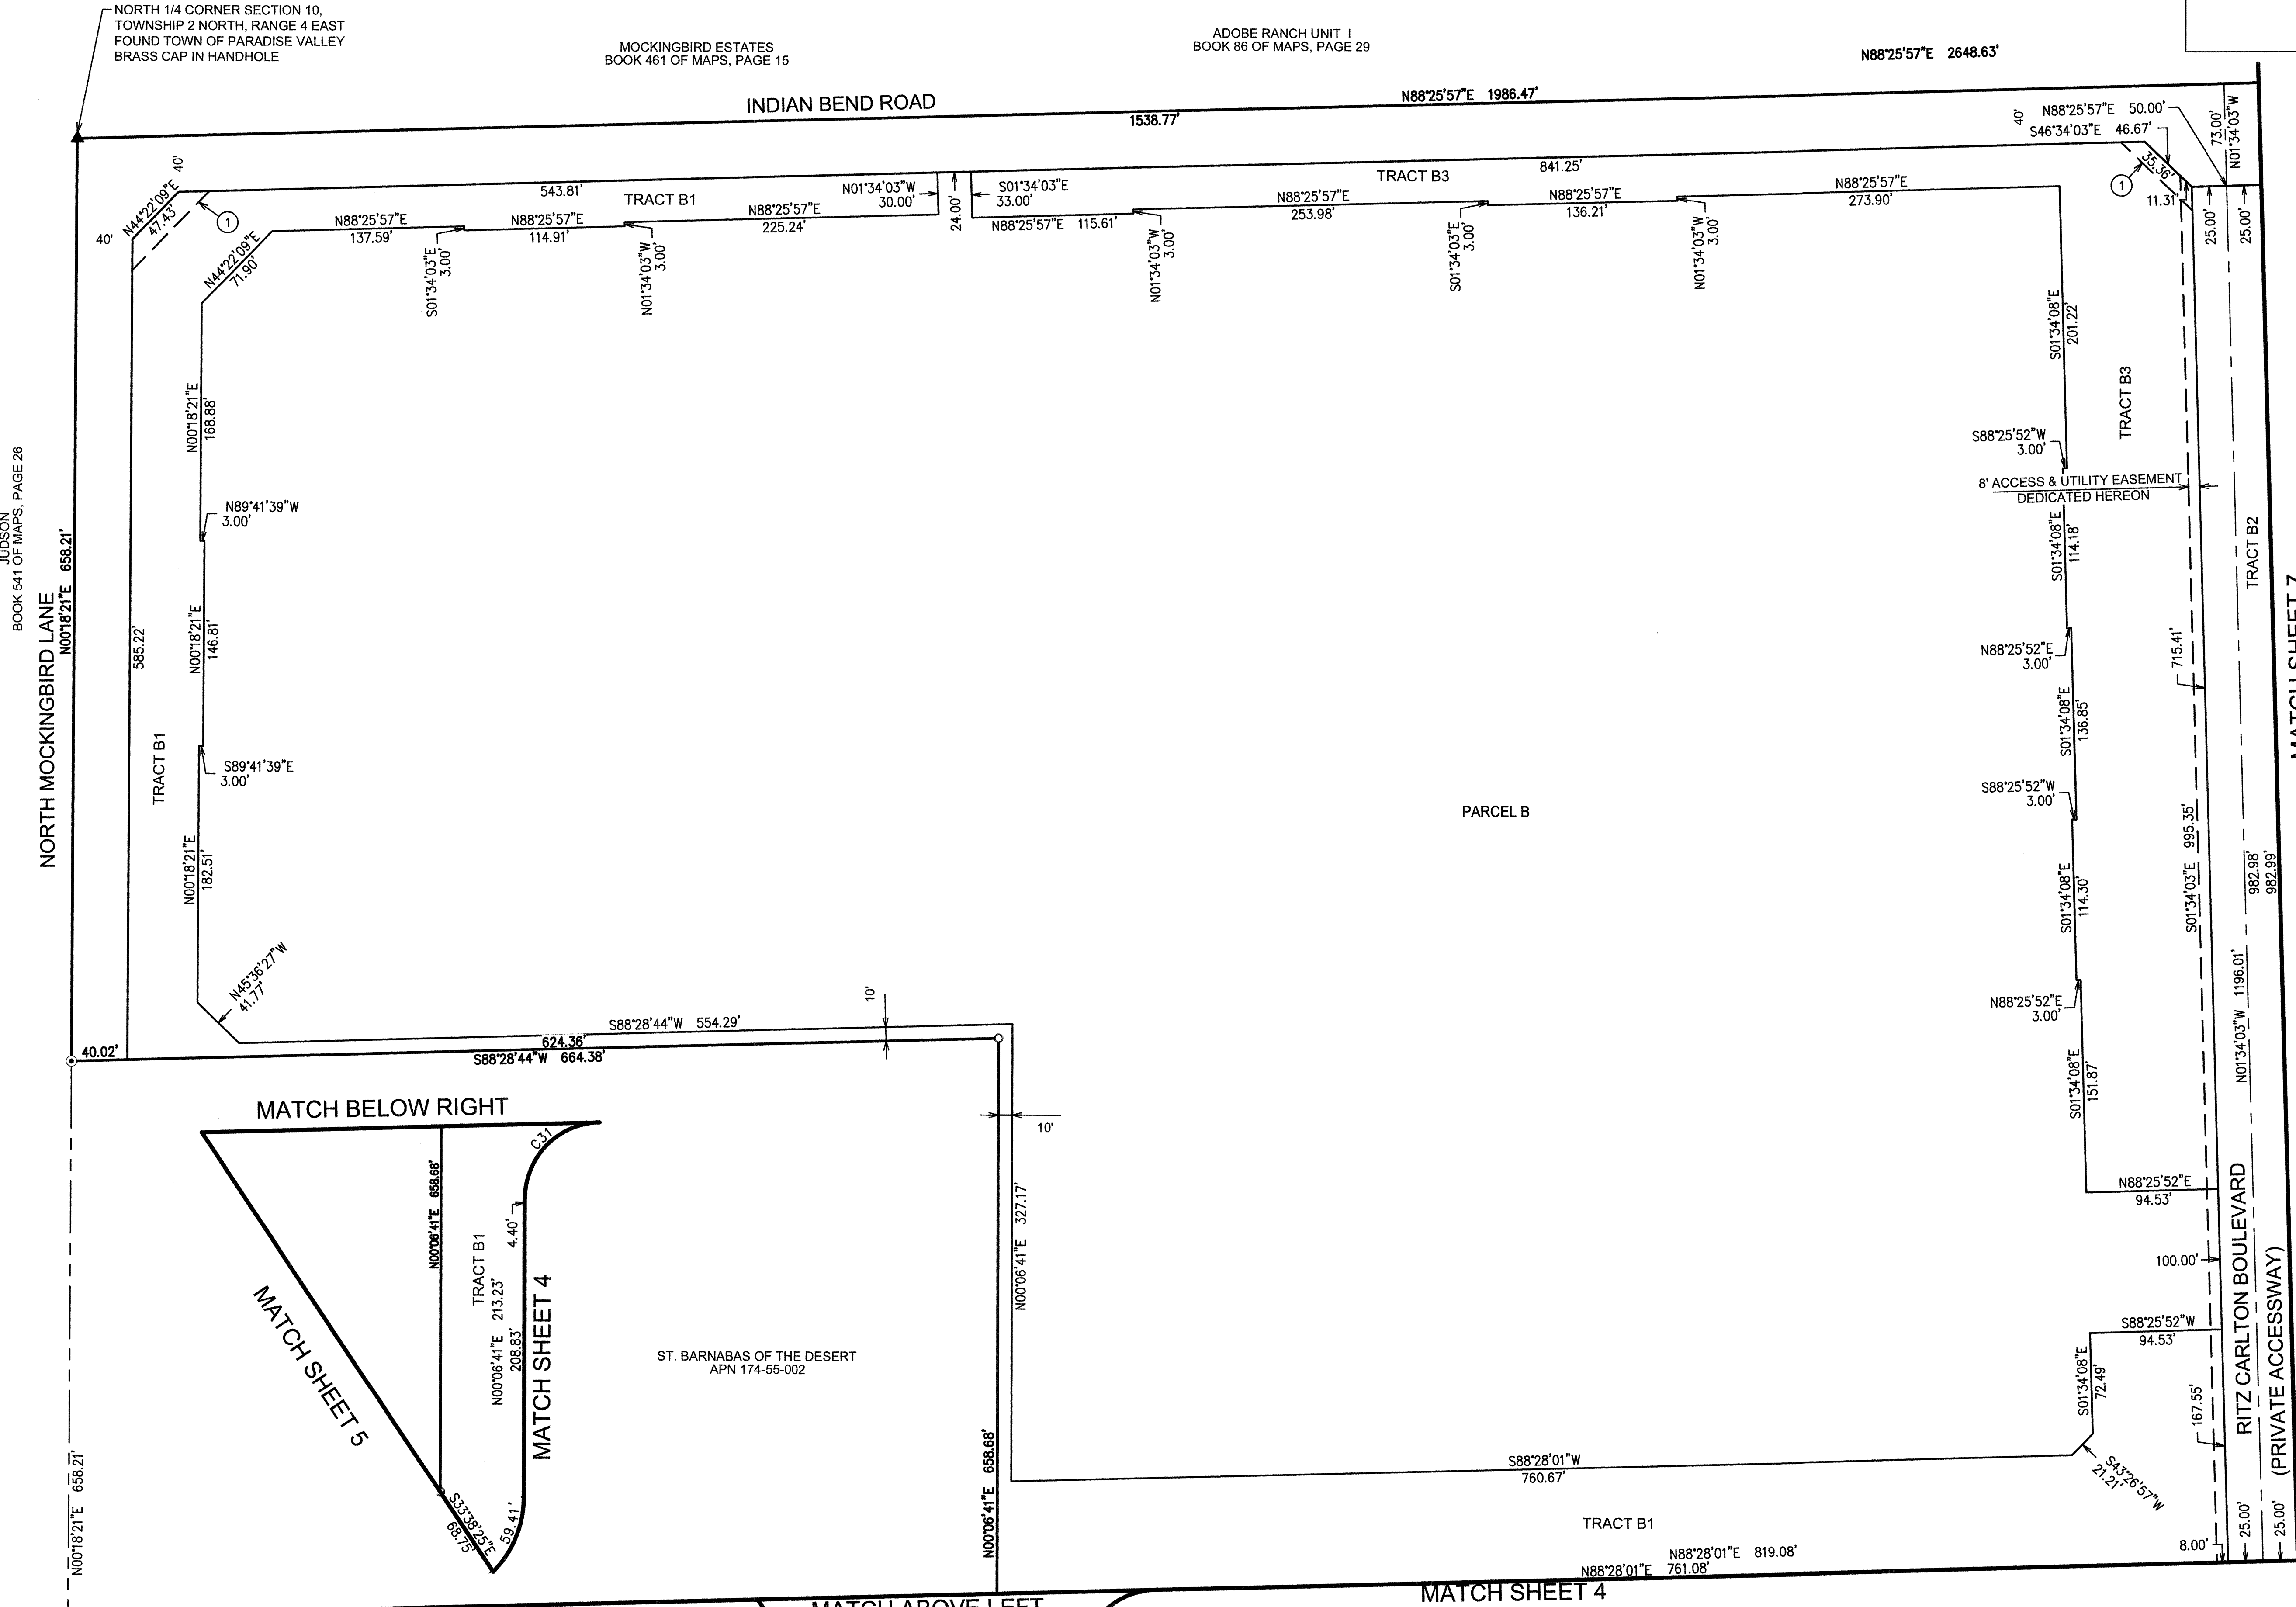 NORTH 1/4 CORNER SECTION 10,
TOWNSHIP 2 NORTH, RANGE 4 EAST
FOUND TOWN OF PARADISE VALLEY
BRASS CAP IN HANDHOLE
MOCKINGBIRD ESTATES
BOOK 461 OF MAPS, PAGE 15
ADOBE RANCH UNIT I
BOOK 86 OF MAPS, PAGE 29
N88°25'57"E 2648.63'
INDIAN BEND ROAD
N88°25'57"E 1986.47'
1538.77'
N88°25'57"E 50.00'
S46°34'03"E 46.67'
40'
73.00'
N01°34'03"W
35.36'
1
11.31'
25.00'
25.00'
40'
40'
N44°22'09"E
47.43'
1
543.81'
TRACT B1
N01°34'03"W
30.00'
24.00'
S01°34'03"E
33.00'
TRACT B3
841.25'
N44°22'09"E
71.90'
N88°25'57"E
137.59'
S01°34'03"E
3.00'
N88°25'57"E
114.91'
N01°34'03"W
3.00'
N88°25'57"E
225.24'
N88°25'57"E 115.61'
N01°34'03"W
3.00'
N88°25'57"E
253.98'
S01°34'03"E
3.00'
N88°25'57"E
136.21'
N01°34'03"W
3.00'
N88°25'57"E
273.90'
JUDSON
BOOK 541 OF MAPS, PAGE 26
NORTH MOCKINGBIRD LANE
N00°18'21"E 658.21'
585.22'
TRACT B1
N00°18'21"E
168.88'
N89°41'39"W
3.00'
N00°18'21"E
146.81'
S89°41'39"E
3.00'
N00°18'21"E
182.51'
N45°36'27"W
41.77'
S01°34'08"E
201.22'
TRACT B3
S88°25'52"W
3.00'
8' ACCESS & UTILITY EASEMENT
DEDICATED HEREON
S01°34'08"E
114.18'
N88°25'52"E
3.00'
S01°34'08"E
136.85'
S88°25'52"W
3.00'
S01°34'08"E
114.30'
N88°25'52"E
3.00'
S01°34'08"E
151.87'
N88°25'52"E
94.53'
100.00'
S88°25'52"W
94.53'
S01°34'08"E
72.49'
S43°26'57"W
21.21'
167.55'
TRACT B2
715.41'
S01°34'03"E 995.35'
982.98'
982.99'
N01°34'03"W 1196.01'
MATCH SHEET 7
RITZ CARLTON BOULEVARD
(PRIVATE ACCESSWAY)
25.00'
25.00'
8.00'
PARCEL B
40.02'
S88°28'44"W 554.29'
624.36'
S88°28'44"W 664.38'
10'
10'
MATCH BELOW RIGHT
C31
N00°06'41"E 658.68'
4.40'
TRACT B1
N00°06'41"E 213.23'
208.83'
MATCH SHEET 4
MATCH SHEET 5
S33°38'25"E
68.75'
59.41'
N00°18'21"E 658.21'
ST. BARNABAS OF THE DESERT
APN 174-55-002
N00°06'41"E 327.17'
N00°06'41"E 658.68'
S88°28'01"W
760.67'
TRACT B1
N88°28'01"E 819.08'
N88°28'01"E 761.08'
MATCH SHEET 4
MATCH ABOVE LEFT